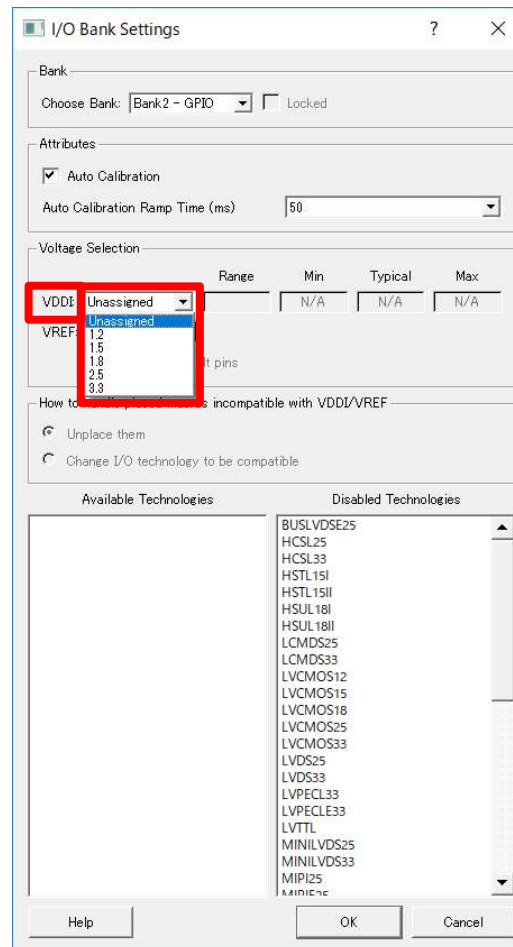 I/O Bank Settings
Bank
Choose Bank: Bank2 - GPIO Locked
Attributes
Auto Calibration
Auto Calibration Ramp Time (ms) 50
Voltage Selection
Range Min Typical Max
VDDI: Unassigned N/A N/A N/A
Unassigned
VREF: 1.2
1.5
1.8
lt pins
2.5
3.3
How to handle placed macros incompatible with VDDI/VREF
Unplace them
Change I/O technology to be compatible
Available Technologies Disabled Technologies
BUSLVDSE25
HCSL25
HCSL33
HSTL15I
HSTL15II
HSUL18I
HSUL18II
LCMDS25
LCMDS33
LVCMOS12
LVCMOS15
LVCMOS18
LVCMOS25
LVCMOS33
LVDS25
LVDS33
LVPECL33
LVPECLE33
LVTTL
MINILVDS25
MINILVDS33
MIPI25
Help OK Cancel